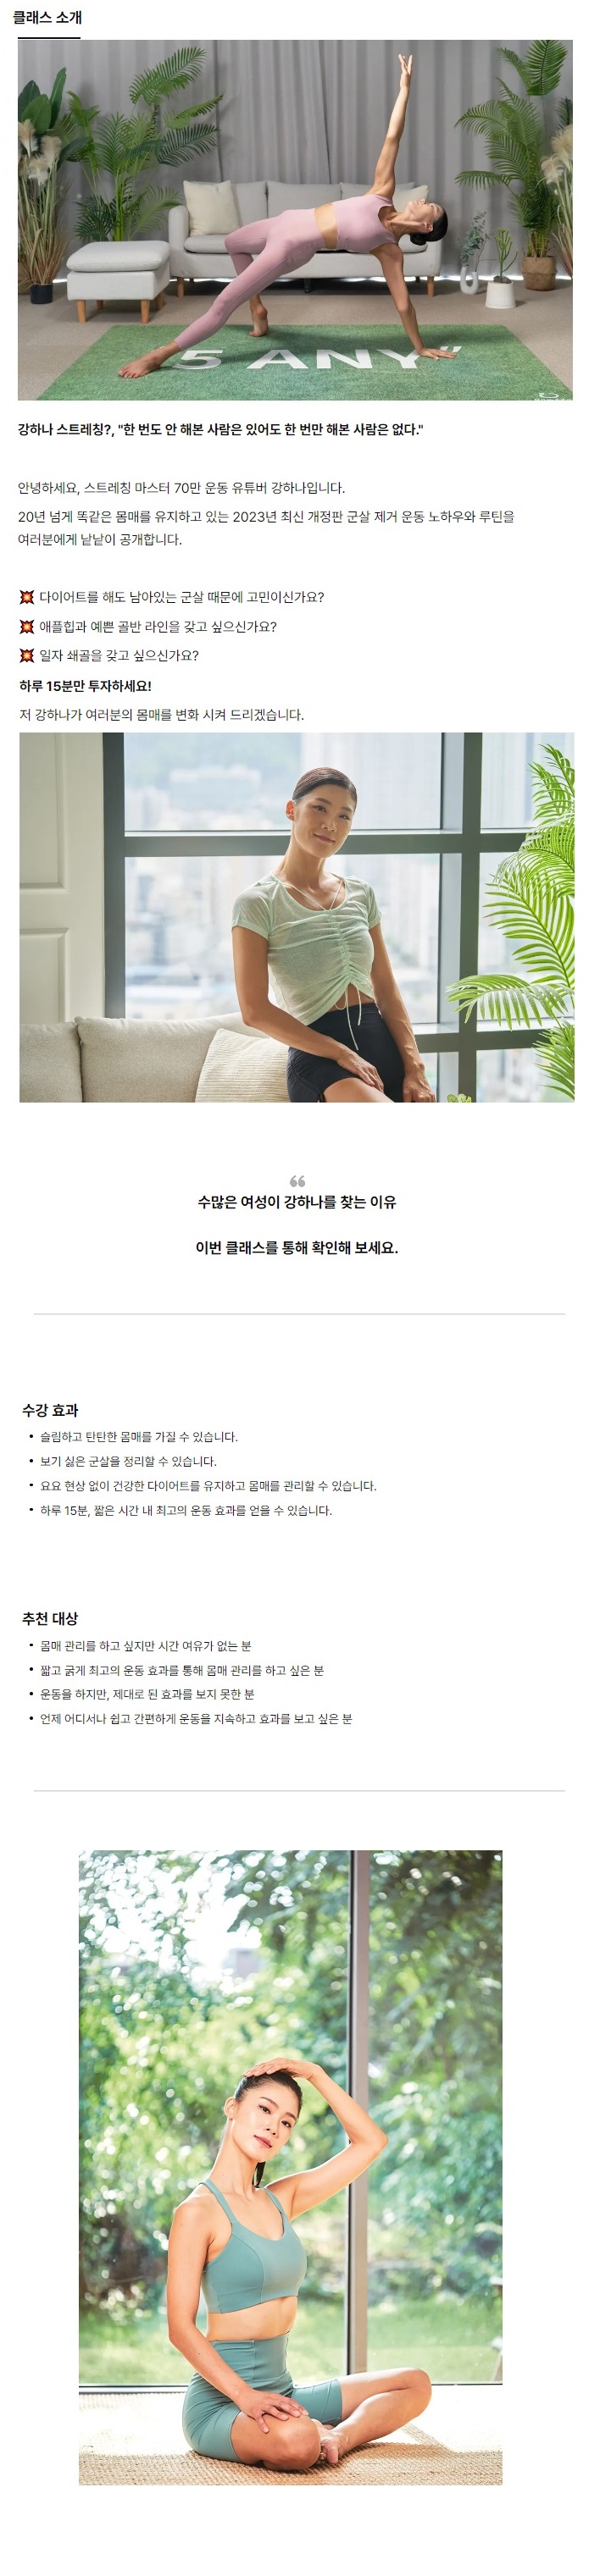 클래스 소개
5 ANY"
강하나 스트레칭?, "한 번도 안 해본 사람은 있어도 한 번만 해본 사람은 없다."
안녕하세요, 스트레칭 마스터 70만 운동 유튜버 강하나입니다.
20년 넘게 똑같은 몸매를 유지하고 있는 2023년 최신 개정판 군살 제거 운동 노하우와 루틴을
여러분에게 낱낱이 공개합니다.
💥 다이어트를 해도 남아있는 군살 때문에 고민이신가요?
💥 애플힙과 예쁜 골반 라인을 갖고 싶으신가요?
💥 일자 쇄골을 갖고 싶으신가요?
하루 15분만 투자하세요!
저 강하나가 여러분의 몸매를 변화 시켜 드리겠습니다.
❝
수많은 여성이 강하나를 찾는 이유
이번 클래스를 통해 확인해 보세요.
수강 효과
• 슬림하고 탄탄한 몸매를 가질 수 있습니다.
• 보기 싫은 군살을 정리할 수 있습니다.
• 요요 현상 없이 건강한 다이어트를 유지하고 몸매를 관리할 수 있습니다.
• 하루 15분, 짧은 시간 내 최고의 운동 효과를 얻을 수 있습니다.
추천 대상
• 몸매 관리를 하고 싶지만 시간 여유가 없는 분
• 짧고 굵게 최고의 운동 효과를 통해 몸매 관리를 하고 싶은 분
• 운동을 하지만, 제대로 된 효과를 보지 못한 분
• 언제 어디서나 쉽고 간편하게 운동을 지속하고 효과를 보고 싶은 분